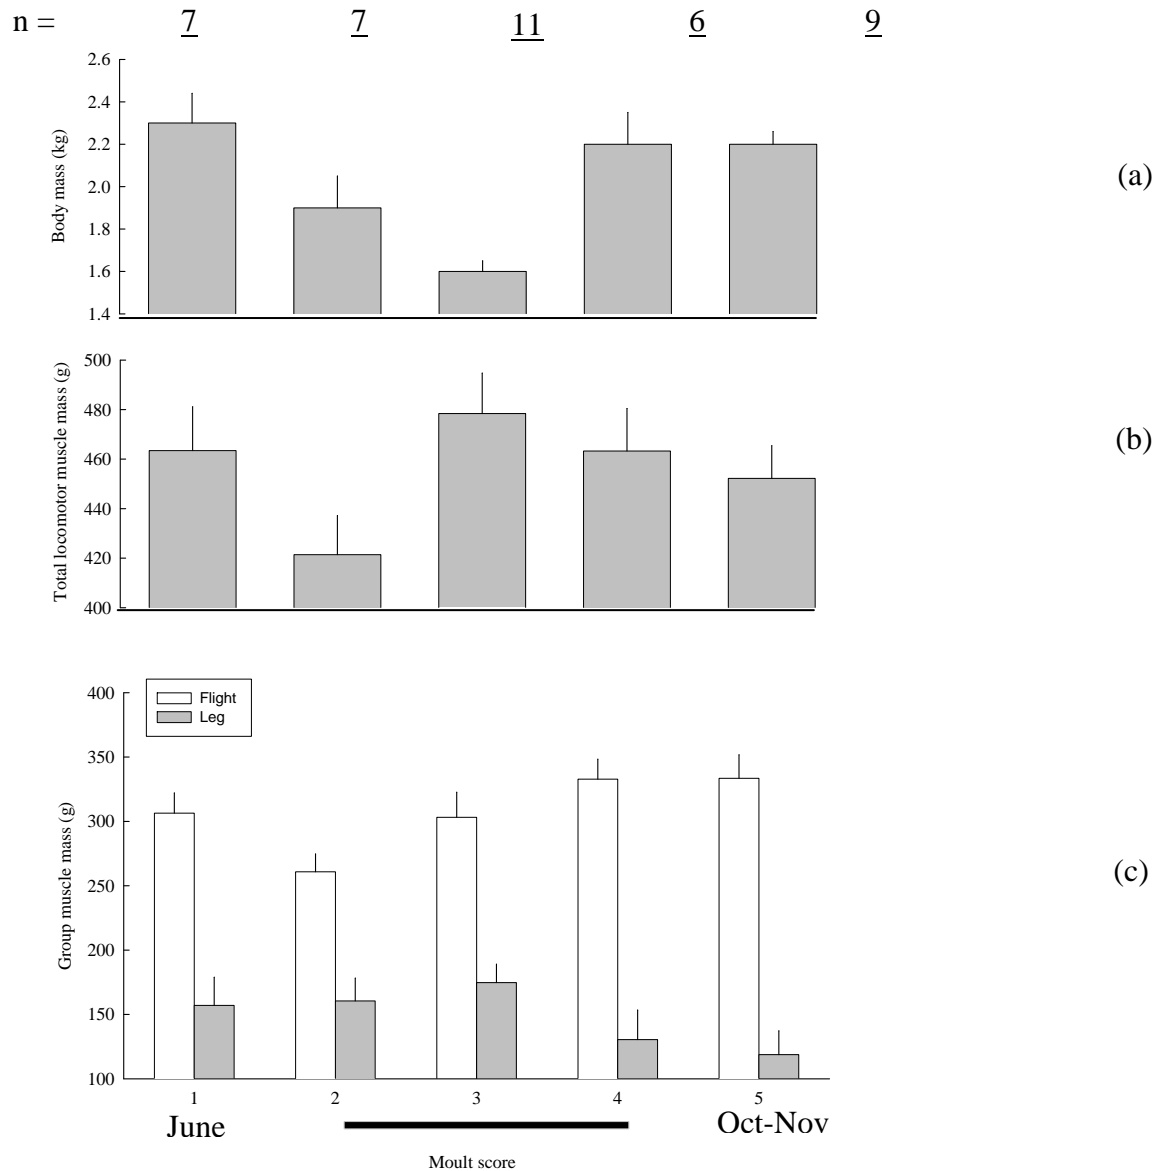 n = 7 7 11 6 9
2.6
2.4
2.2
2.0
1.8
1.6
1.4
Body mass (kg)
(a)
500
480
460
440
420
400
Total locomotor muscle mass (g)
(b)
400
350
300
250
200
150
100
Group muscle mass (g)
Flight
Leg
(c)
1 2 3 4 5
June Oct-Nov
Moult score